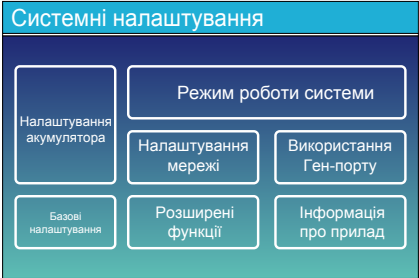 Системні налаштування
Налаштування
акумулятора
Режим роботи системи
Налаштування
мережі
Використання
Ген-порту
Базові
налаштування
Розширені
функції
Інформація
про прилад